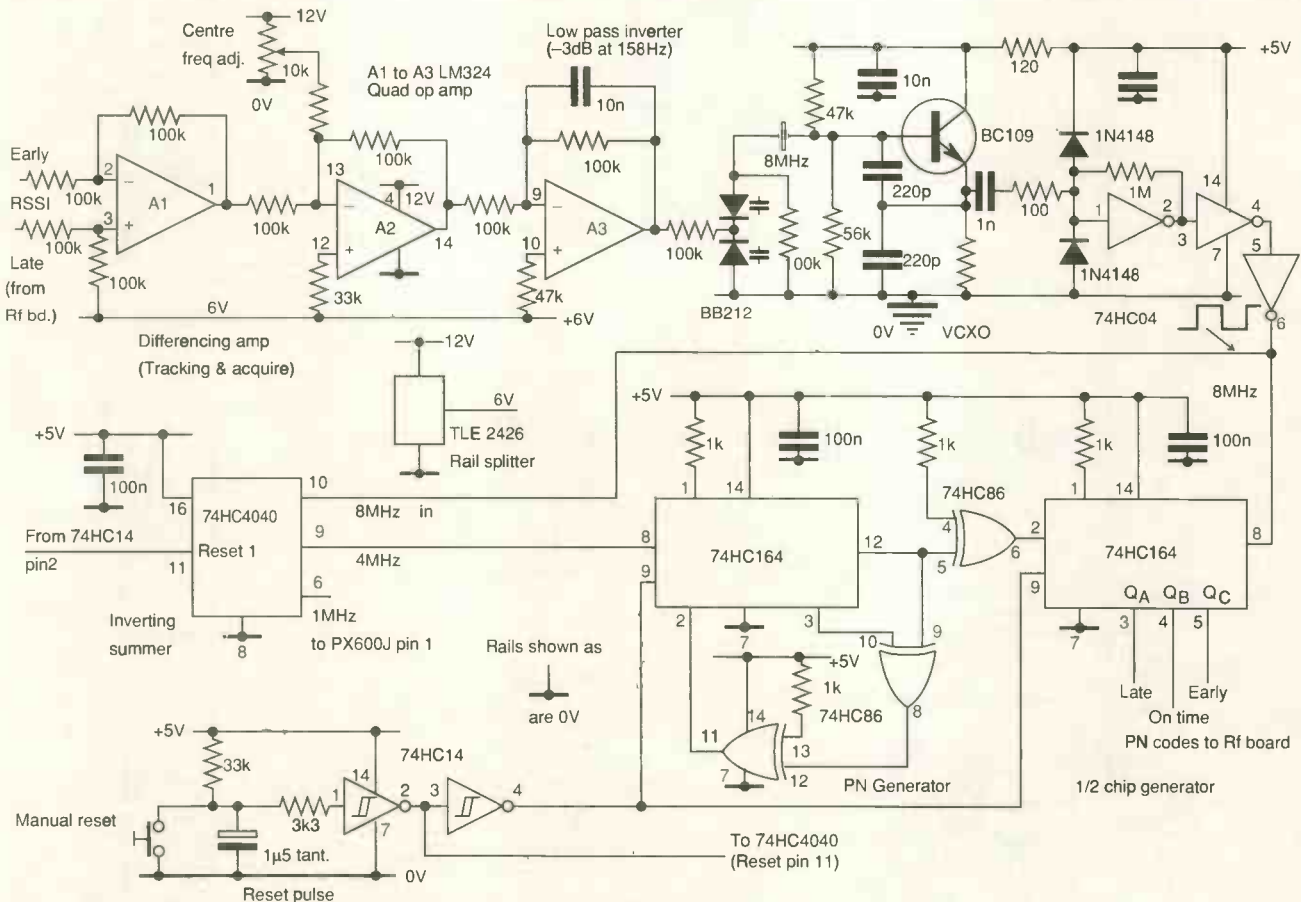 12V
Centre
freq adj.
10k
0V
Low pass inverter
(–3dB at 158Hz)
10n
A1 to A3 LM324
Quad op amp
100k
100k
100k
Early
RSSI
100k
2
–
A1
1
3
+
100k
Late
(from
Rf bd.)
100k
100k
13
–
4
12V
A2
12
+
14
33k
6V
100k
9
–
A3
10
+
47k
+6V
100k
BB212
8MHz
00k
47k
10n
56k
220p
220p
BC109
120
1n
100
+5V
1N4148
1M
1N4148
1
2
3
14
4
7
5
6
74HC04
0V
VCXO
8MHz
Differencing amp
(Tracking & acquire)
12V
6V
TLE 2426
Rail splitter
+5V
100n
16
74HC4040
Reset 1
10
8MHz in
9
4MHz
6
1MHz
to PX600J pin 1
From 74HC14
pin2
11
8
Inverting
summer
Rails shown as
are 0V
+5V
1k
100n
1
14
74HC164
8
9
12
2
7
3
1k
74HC86
4
5
6
10
9
8
+5V
1k
74HC86
14
11
13
12
7
PN Generator
1k
100n
1
14
2
74HC164
8
9
QA QB QC
7
3
4
5
Late
Early
On time
PN codes to Rf board
1/2 chip generator
+5V
33k
74HC14
14
1
2
3
4
3k3
7
Manual reset
1µ5 tant.
0V
Reset pulse
To 74HC4040
(Reset pin 11)